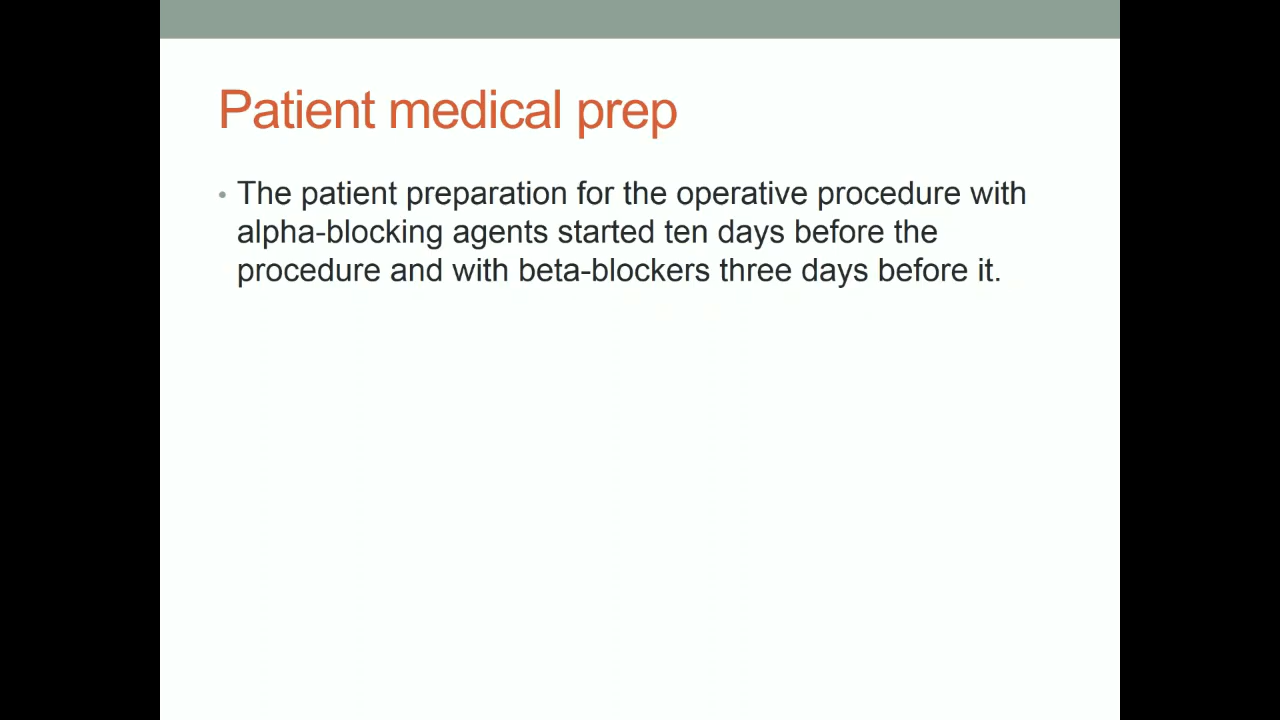 Patient medical prep
• The patient preparation for the operative procedure with
alpha-blocking agents started ten days before the
procedure and with beta-blockers three days before it.